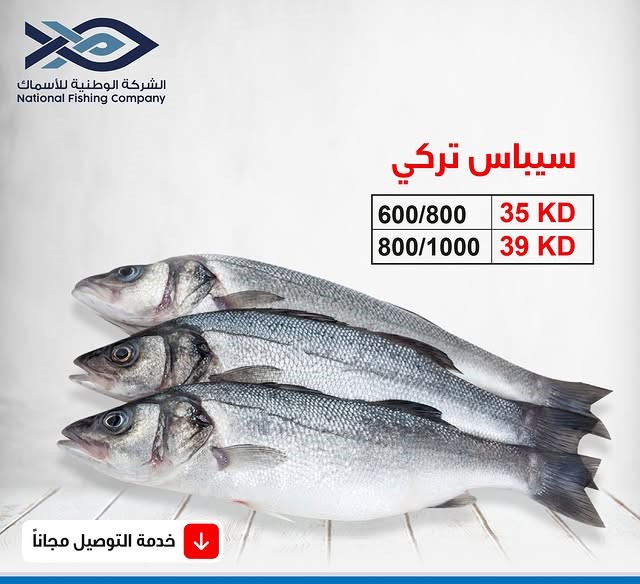 الشركة الوطنية للأسماك
National Fishing Company
سيباس تركي
600/800 35 KD
800/1000 39 KD
خدمة التوصيل مجاناً